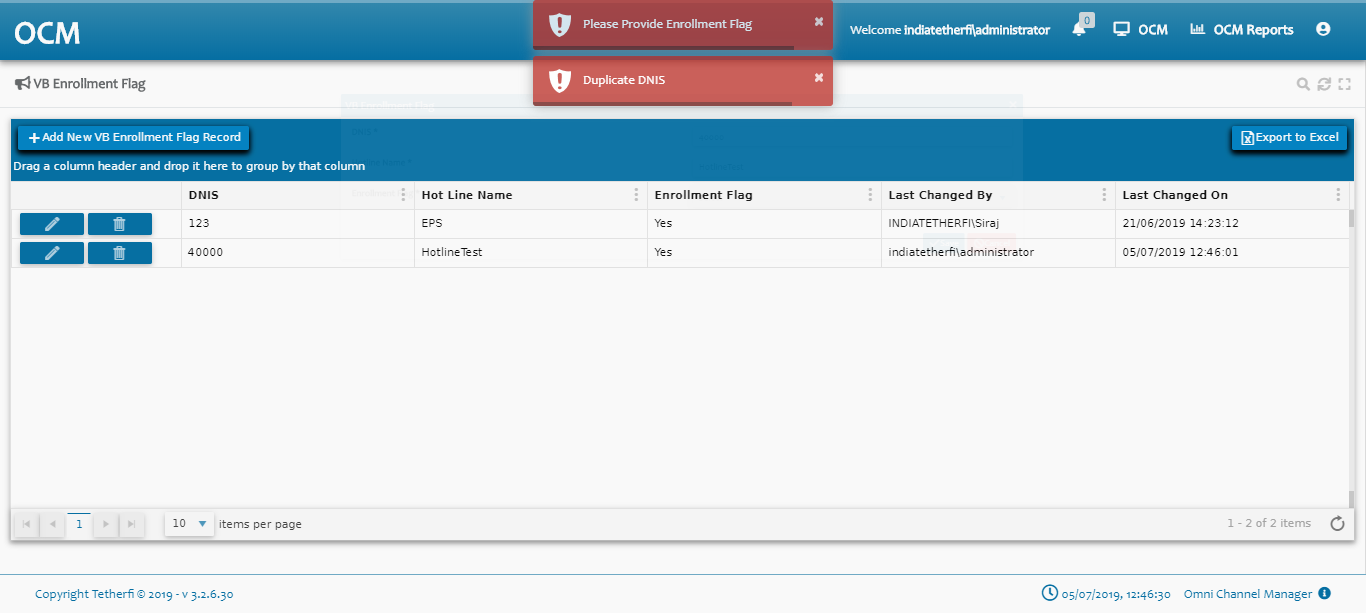 OCM
Please Provide Enrollment Flag
Duplicate DNIS
Welcome indiatetherfi\administrator
0
OCM
OCM Reports
VB Enrollment Flag
Add New VB Enrollment Flag Record
Export to Excel
Drag a column header and drop it here to group by that column
DNIS Hot Line Name Enrollment Flag Last Changed By Last Changed On
123 EPS Yes INDIATETHERFI\Siraj 21/06/2019 14:23:12
40000 HotlineTest Yes indiatetherfi\administrator 05/07/2019 12:46:01
1 10 items per page 1 - 2 of 2 items
Copyright Tetherfi © 2019 - v 3.2.6.30 05/07/2019, 12:46:30 Omni Channel Manager